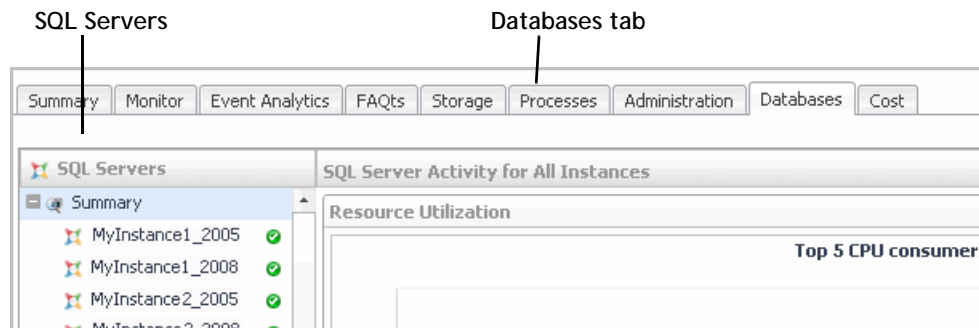 SQL Servers
Databases tab
Summary
Monitor
Event Analytics
FAQts
Storage
Processes
Administration
Databases
Cost
SQL Servers
SQL Server Activity for All Instances
Summary
Resource Utilization
MyInstance1_2005
Top 5 CPU consumer
MyInstance1_2008
MyInstance2_2005